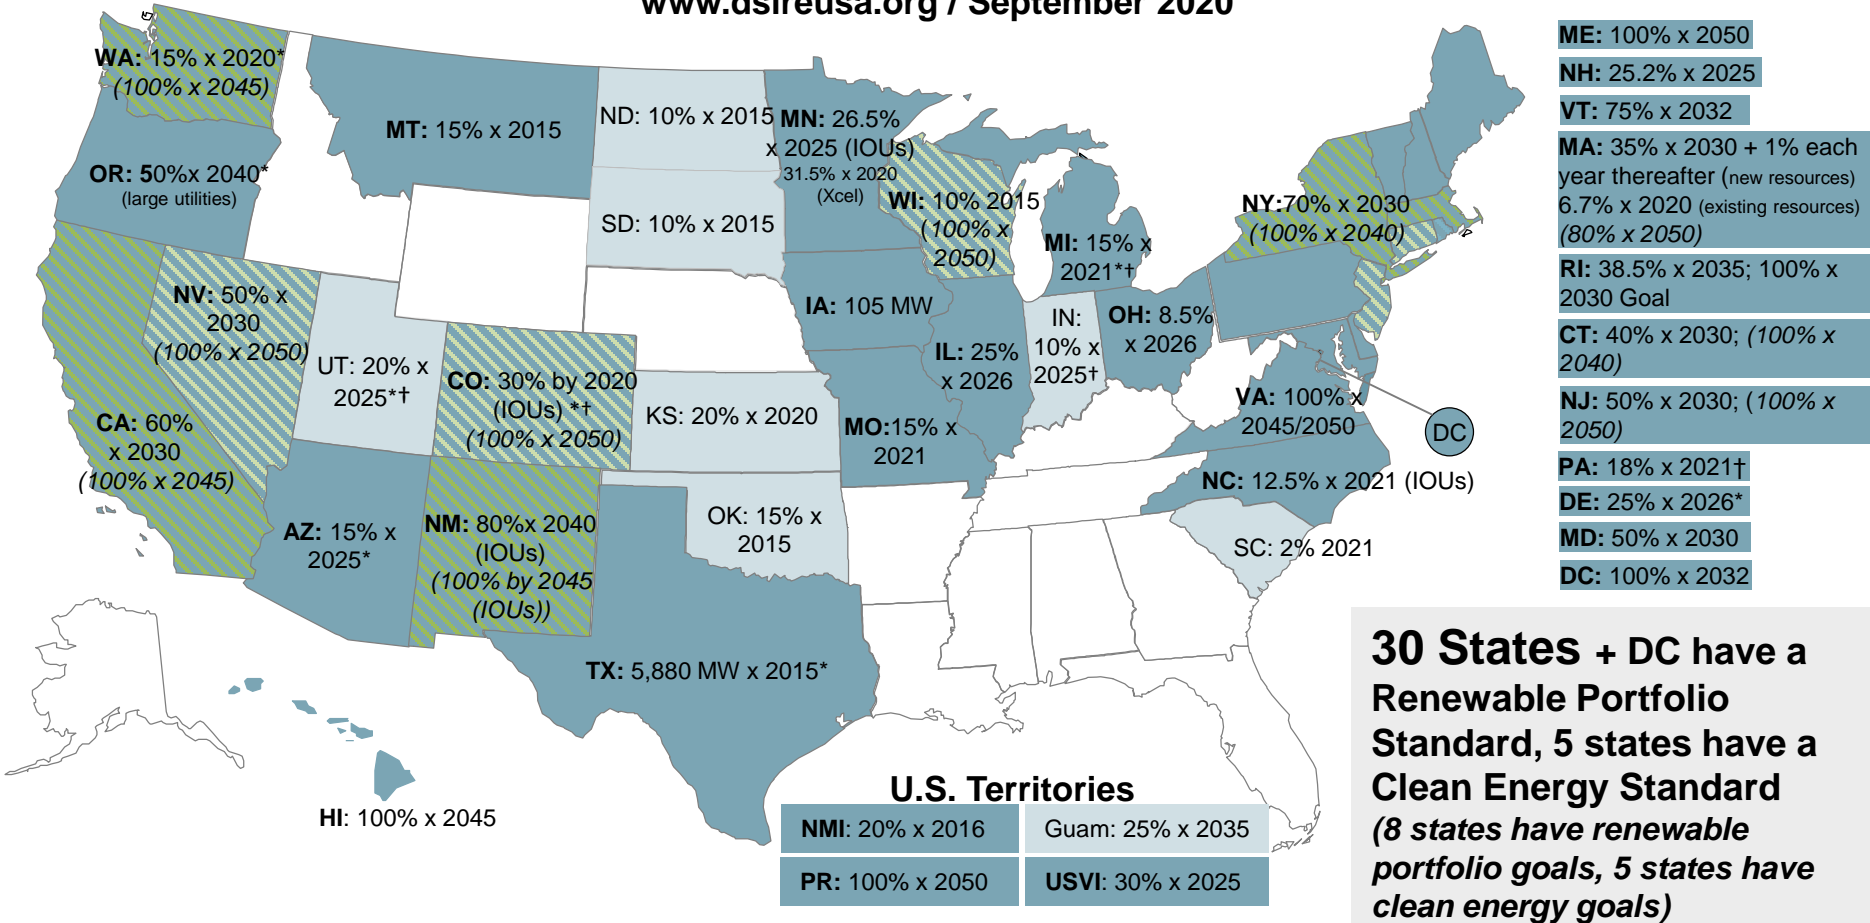 www.dsireusa.org / September 2020
WA: 15% x 2020*
(100% x 2045)
OR: 50%x 2040*
(large utilities)
MT: 15% x 2015
ND: 10% x 2015
SD: 10% x 2015
MN: 26.5%
x 2025 (IOUs)
31.5% x 2020
(Xcel)
WI: 10% 2015
(100% x
2050)
MI: 15% x
2021*†
NY:70% x 2030
(100% x 2040)
NV: 50% x
2030
(100% x 2050)
UT: 20% x
2025*†
CO: 30% by 2020
(IOUs) *†
(100% x 2050)
KS: 20% x 2020
IA: 105 MW
IL: 25%
x 2026
IN:
10% x
2025†
OH: 8.5%
x 2026
MO:15% x
2021
VA: 100% x
2045/2050
DC
NC: 12.5% x 2021 (IOUs)
SC: 2% 2021
CA: 60%
x 2030
(100% x 2045)
AZ: 15% x
2025*
NM: 80%x 2040
(IOUs)
(100% by 2045
(IOUs))
OK: 15% x
2015
TX: 5,880 MW x 2015*
HI: 100% x 2045
ME: 100% x 2050
NH: 25.2% x 2025
VT: 75% x 2032
MA: 35% x 2030 + 1% each
year thereafter (new resources)
6.7% x 2020 (existing resources)
(80% x 2050)
RI: 38.5% x 2035; 100% x
2030 Goal
CT: 40% x 2030; (100% x
2040)
NJ: 50% x 2030; (100% x
2050)
PA: 18% x 2021†
DE: 25% x 2026*
MD: 50% x 2030
DC: 100% x 2032
U.S. Territories
NMI: 20% x 2016
Guam: 25% x 2035
PR: 100% x 2050
USVI: 30% x 2025
30 States + DC have a
Renewable Portfolio
Standard, 5 states have a
Clean Energy Standard
(8 states have renewable
portfolio goals, 5 states have
clean energy goals)